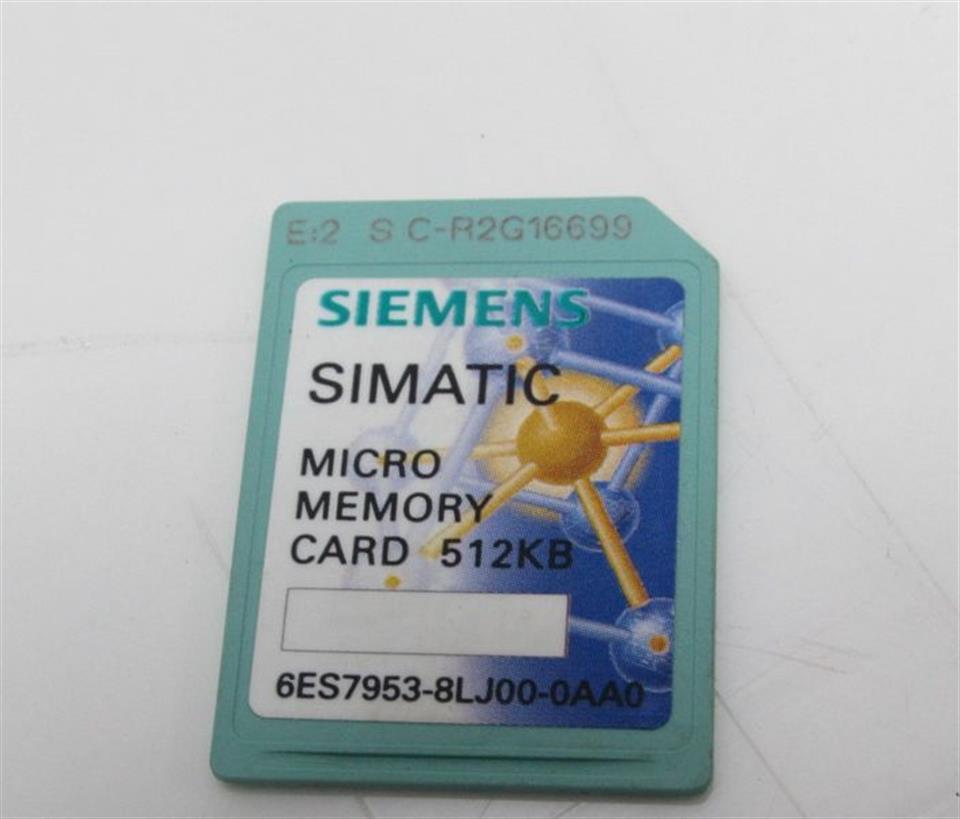 E:2 S C-R2G16699
SIEMENS
SIMATIC
MICRO
MEMORY
CARD 512KB
6ES7953-8LJ00-0AA0